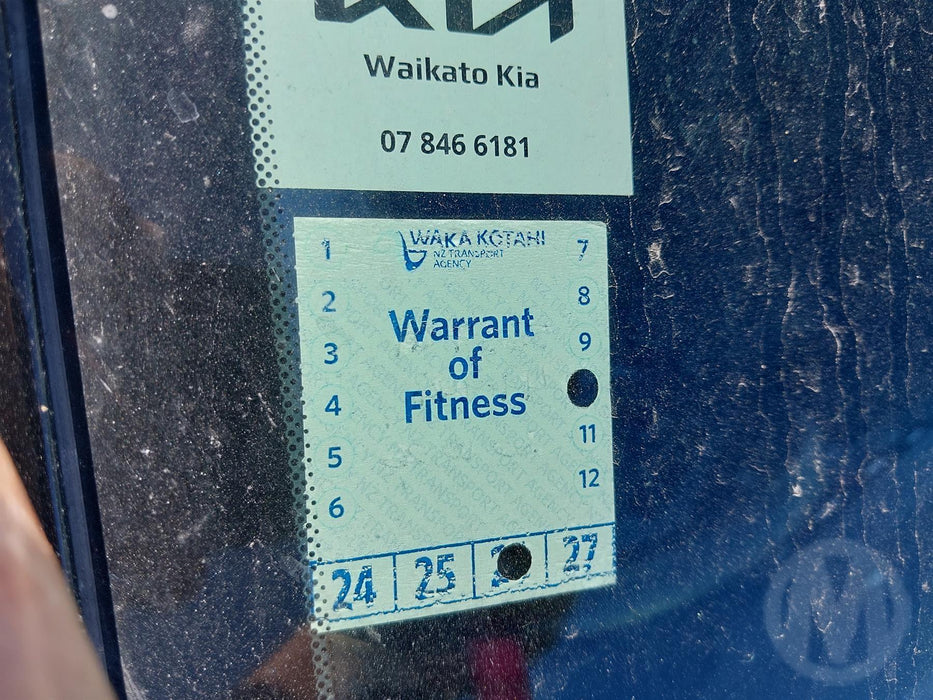 KIA
Waikato Kia
07 846 6181
WAKA KOTAHI
NZ TRANSPORT
AGENCY
1
7
2
8
3
9
4
5
11
6
12
Warrant
of
Fitness
24 25 27
M